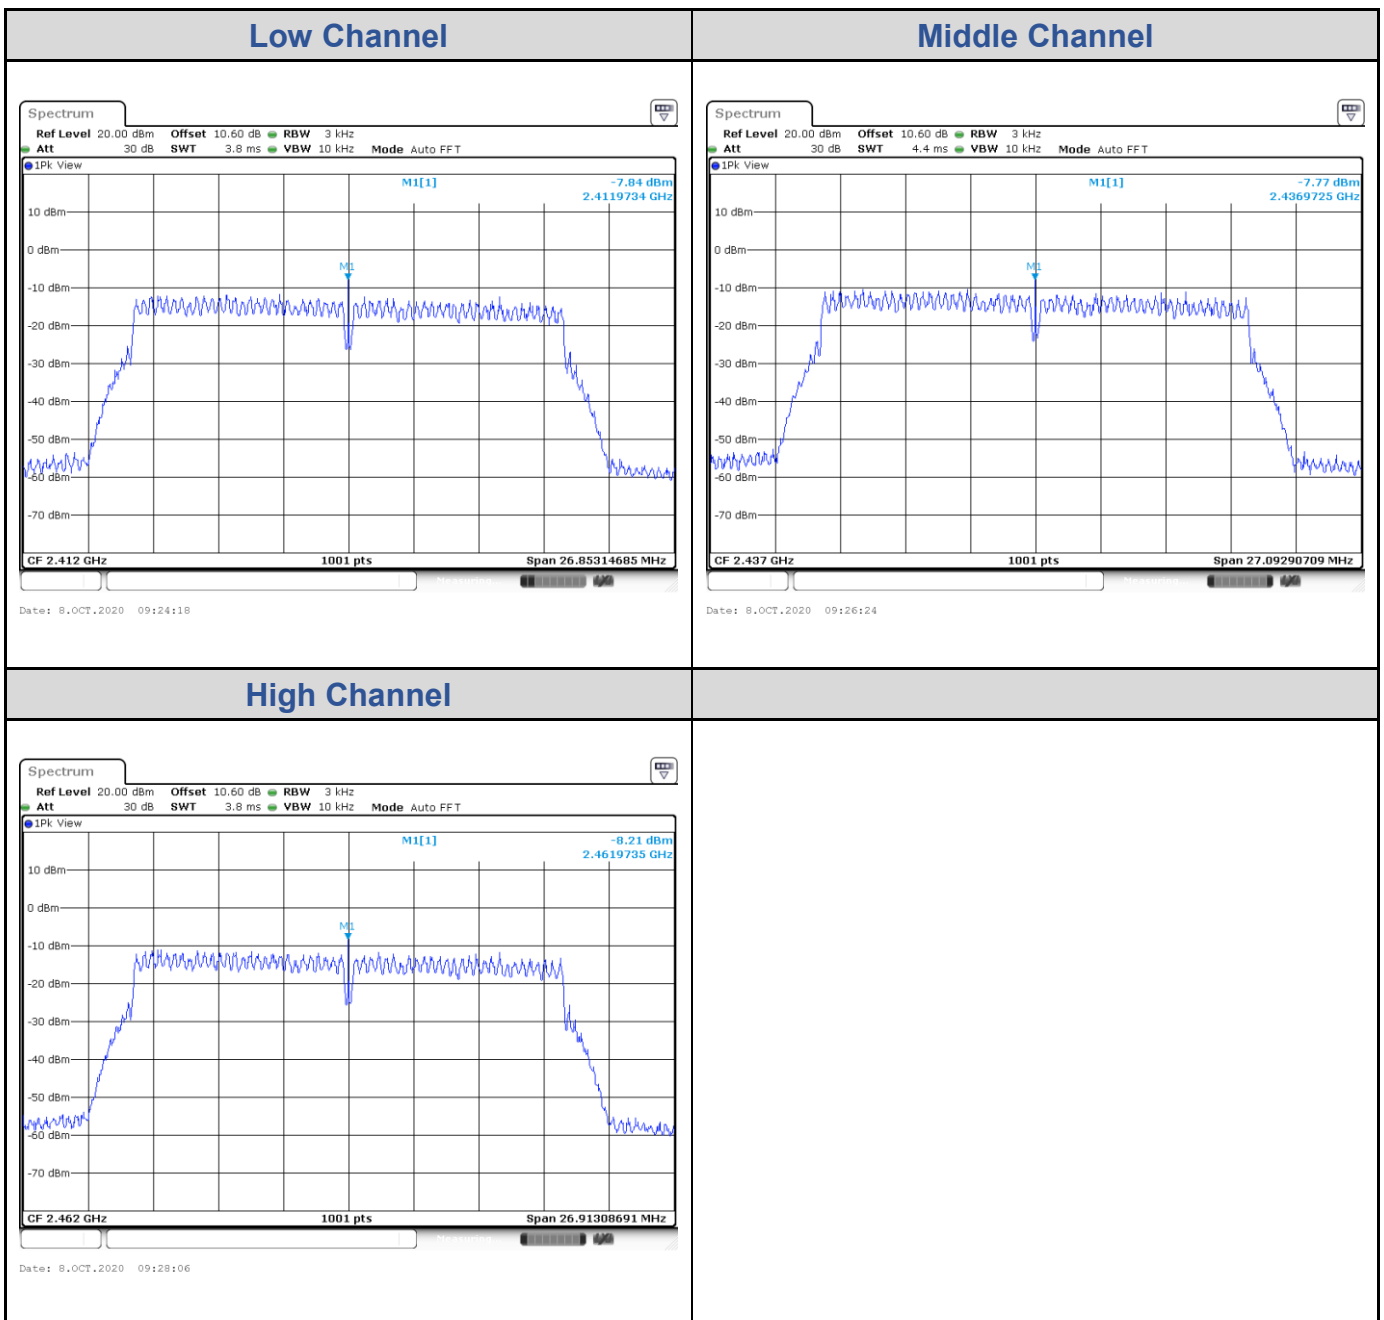 Low Channel
Middle Channel
Spectrum
Ref Level 20.00 dBm Offset 10.60 dB RBW 3 kHz
Att 30 dB SWT 3.8 ms VBW 10 kHz Mode Auto FFT
1Pk View
M1[1] -7.84 dBm
2.4119734 GHz
10 dBm
0 dBm
M1
-10 dBm
-20 dBm
-30 dBm
-40 dBm
-50 dBm
-60 dBm
-70 dBm
CF 2.412 GHz 1001 pts Span 26.85314685 MHz
Measuring...
Date: 8.OCT.2020 09:24:18
Spectrum
Ref Level 20.00 dBm Offset 10.60 dB RBW 3 kHz
Att 30 dB SWT 4.4 ms VBW 10 kHz Mode Auto FFT
1Pk View
M1[1] -7.77 dBm
2.4369725 GHz
10 dBm
0 dBm
M1
-10 dBm
-20 dBm
-30 dBm
-40 dBm
-50 dBm
-60 dBm
-70 dBm
CF 2.437 GHz 1001 pts Span 27.09290709 MHz
Measuring...
Date: 8.OCT.2020 09:26:24
High Channel
Spectrum
Ref Level 20.00 dBm Offset 10.60 dB RBW 3 kHz
Att 30 dB SWT 3.8 ms VBW 10 kHz Mode Auto FFT
1Pk View
M1[1] -8.21 dBm
2.4619735 GHz
10 dBm
0 dBm
M1
-10 dBm
-20 dBm
-30 dBm
-40 dBm
-50 dBm
-60 dBm
-70 dBm
CF 2.462 GHz 1001 pts Span 26.91308691 MHz
Measuring...
Date: 8.OCT.2020 09:28:06